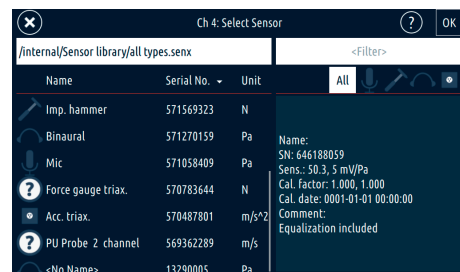 Ch 4: Select Sensor
?
OK
/internal/Sensor library/all types.senx
<Filter>
Name Serial No. Unit
All
Imp. hammer 571569323 N
Binaural 571270159 Pa
Mic 571058409 Pa
? Force gauge triax. 570783644 N
Acc. triax. 570487801 m/s^2
? PU Probe 2 channel 569362289 m/s
<No Name> 13290005 Pa
Name:
SN: 646188059
Sens.: 50.3, 5 mV/Pa
Cal. factor: 1.000, 1.000
Cal. date: 0001-01-01 00:00:00
Comment:
Equalization included